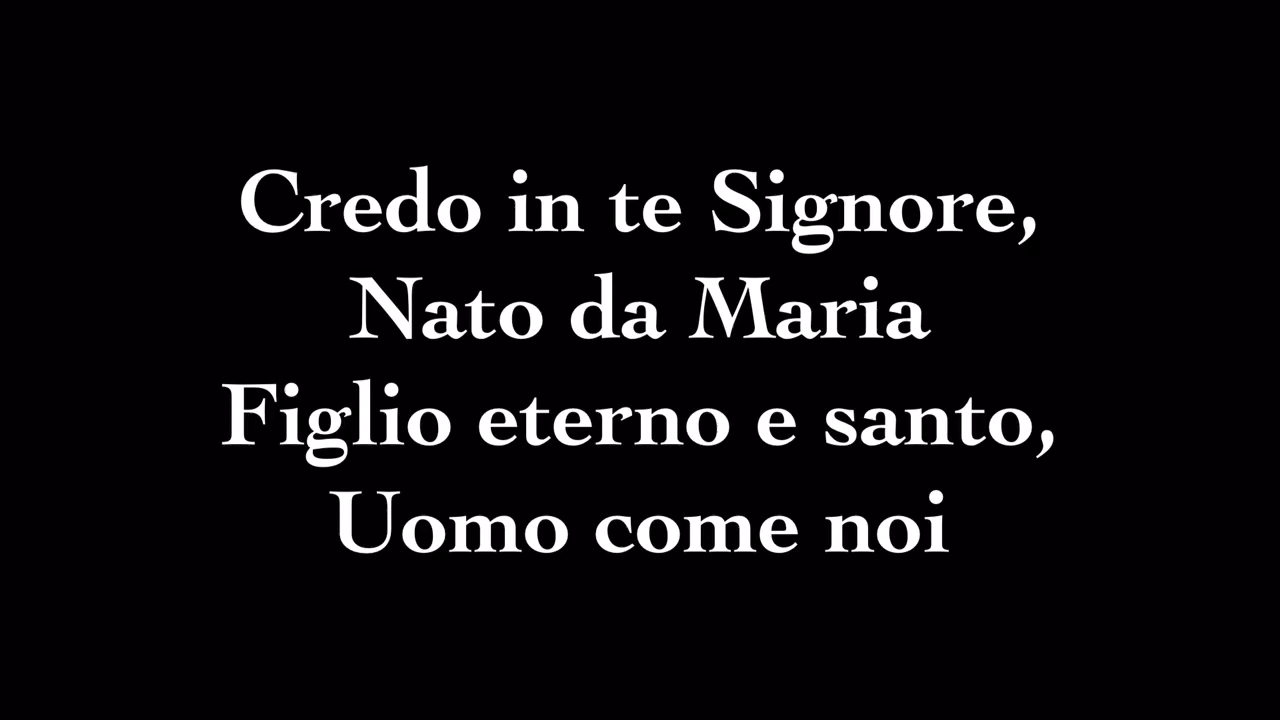 Credo in te Signore,
Nato da Maria
Figlio eterno e santo,
Uomo come noi